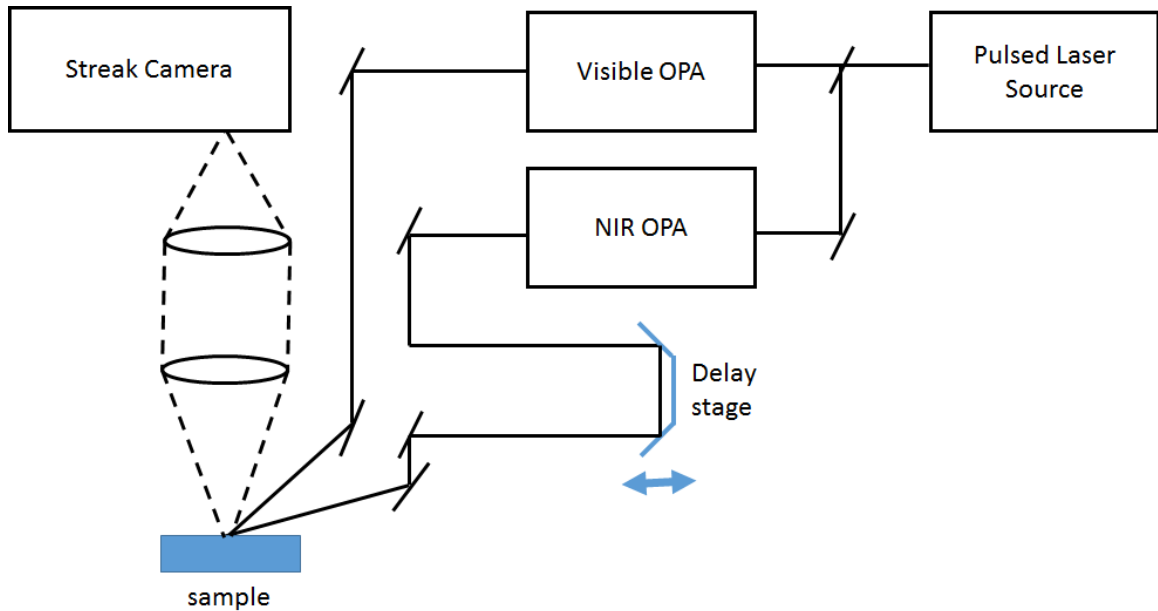 Streak Camera
Visible OPA
Pulsed Laser
Source
NIR OPA
Delay
stage
sample